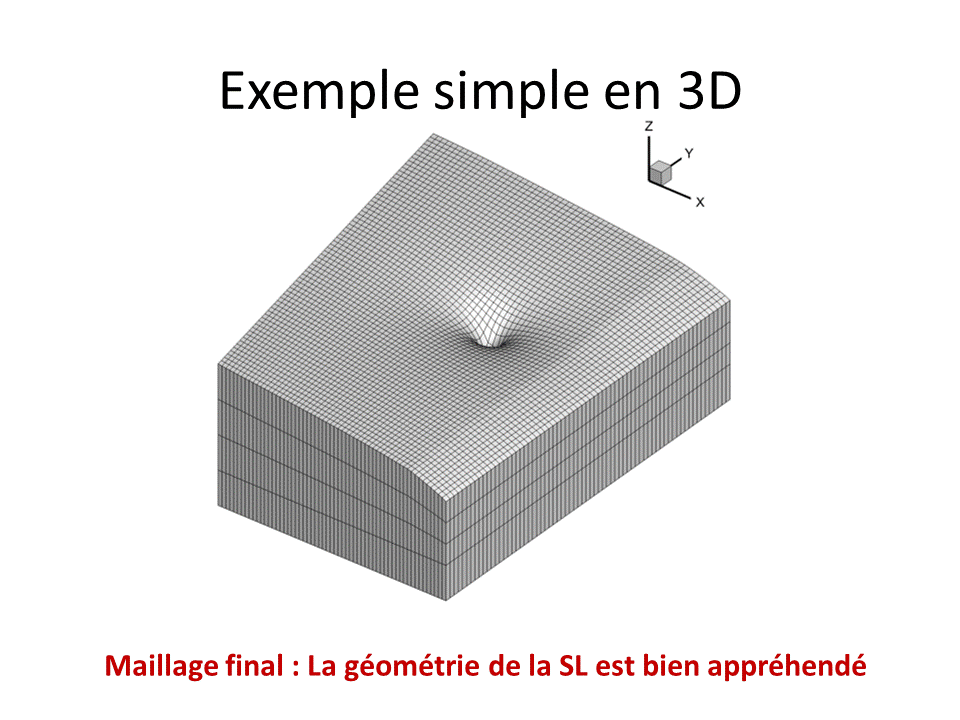 Exemple simple en 3D
Z
Y
X
Maillage final : La géométrie de la SL est bien appréhendé